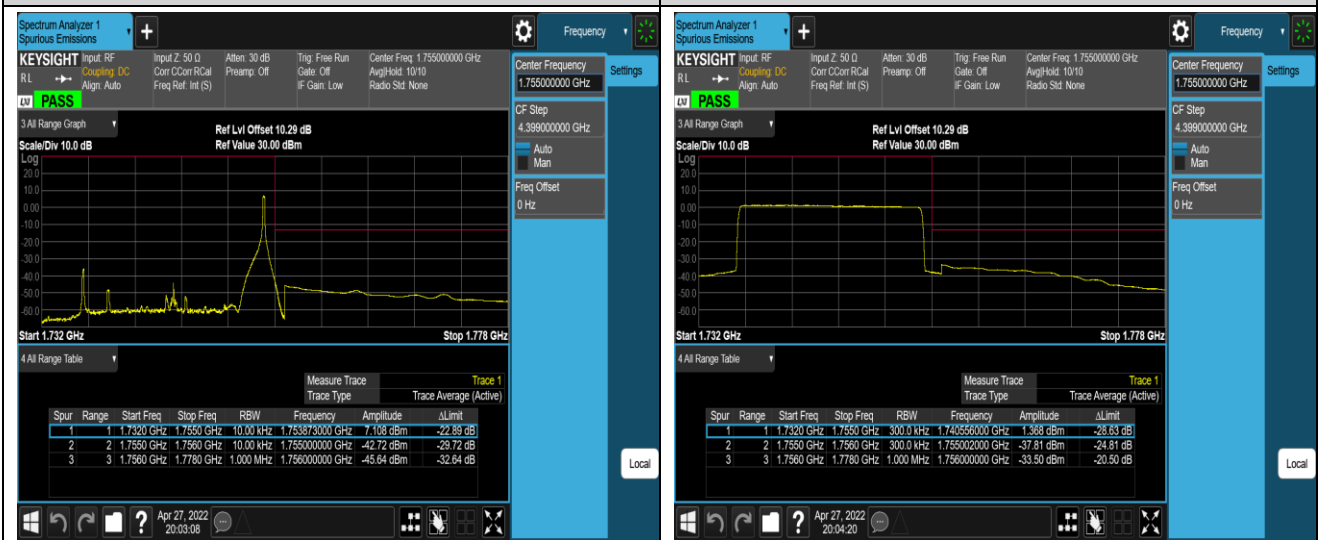 Spectrum Analyzer 1
Spurious Emissions
Frequency
KEYSIGHT Input: RF Input Z: 50 Ω Atten: 30 dB Trig: Free Run Center Freq: 1.755000000 GHz
Coupling: DC Corr CCorr RCal Preamp: Off Gate: Off Avg|Hold: 10/10
RL Align: Auto Freq Ref: Int (S) IF Gain: Low Radio Std: None
LXI PASS
Center Frequency
1.755000000 GHz
Settings
CF Step
4.399000000 GHz
Auto
Man
Freq Offset
0 Hz
3 All Range Graph
Ref Lvl Offset 10.29 dB
Scale/Div 10.0 dB Ref Value 30.00 dBm
Log
20.0
10.0
0.00
-10.0
-20.0
-30.0
-40.0
-50.0
-60.0
Start 1.732 GHz Stop 1.778 GHz
4 All Range Table
Measure Trace Trace 1
Trace Type Trace Average (Active)
Spur Range Start Freq Stop Freq RBW Frequency Amplitude ΔLimit
1 1 1.7320 GHz 1.7550 GHz 10.00 kHz 1.753873000 GHz 7.108 dBm -22.89 dB
2 2 1.7550 GHz 1.7560 GHz 10.00 kHz 1.755000000 GHz -42.72 dBm -29.72 dB
3 3 1.7560 GHz 1.7780 GHz 1.000 MHz 1.756000000 GHz -45.64 dBm -32.64 dB
Local
? Apr 27, 2022
20:03:08
Spectrum Analyzer 1
Spurious Emissions
Frequency
KEYSIGHT Input: RF Input Z: 50 Ω Atten: 30 dB Trig: Free Run Center Freq: 1.755000000 GHz
Coupling: DC Corr CCorr RCal Preamp: Off Gate: Off Avg|Hold: 10/10
RL Align: Auto Freq Ref: Int (S) IF Gain: Low Radio Std: None
LXI PASS
Center Frequency
1.755000000 GHz
Settings
CF Step
4.399000000 GHz
Auto
Man
Freq Offset
0 Hz
3 All Range Graph
Ref Lvl Offset 10.29 dB
Scale/Div 10.0 dB Ref Value 30.00 dBm
Log
20.0
10.0
0.00
-10.0
-20.0
-30.0
-40.0
-50.0
-60.0
Start 1.732 GHz Stop 1.778 GHz
4 All Range Table
Measure Trace Trace 1
Trace Type Trace Average (Active)
Spur Range Start Freq Stop Freq RBW Frequency Amplitude ΔLimit
1 1 1.7320 GHz 1.7550 GHz 300.0 kHz 1.740556000 GHz 1.368 dBm -28.63 dB
2 2 1.7550 GHz 1.7560 GHz 300.0 kHz 1.755002000 GHz -37.81 dBm -24.81 dB
3 3 1.7560 GHz 1.7780 GHz 1.000 MHz 1.756000000 GHz -33.50 dBm -20.50 dB
Local
? Apr 27, 2022
20:04:20